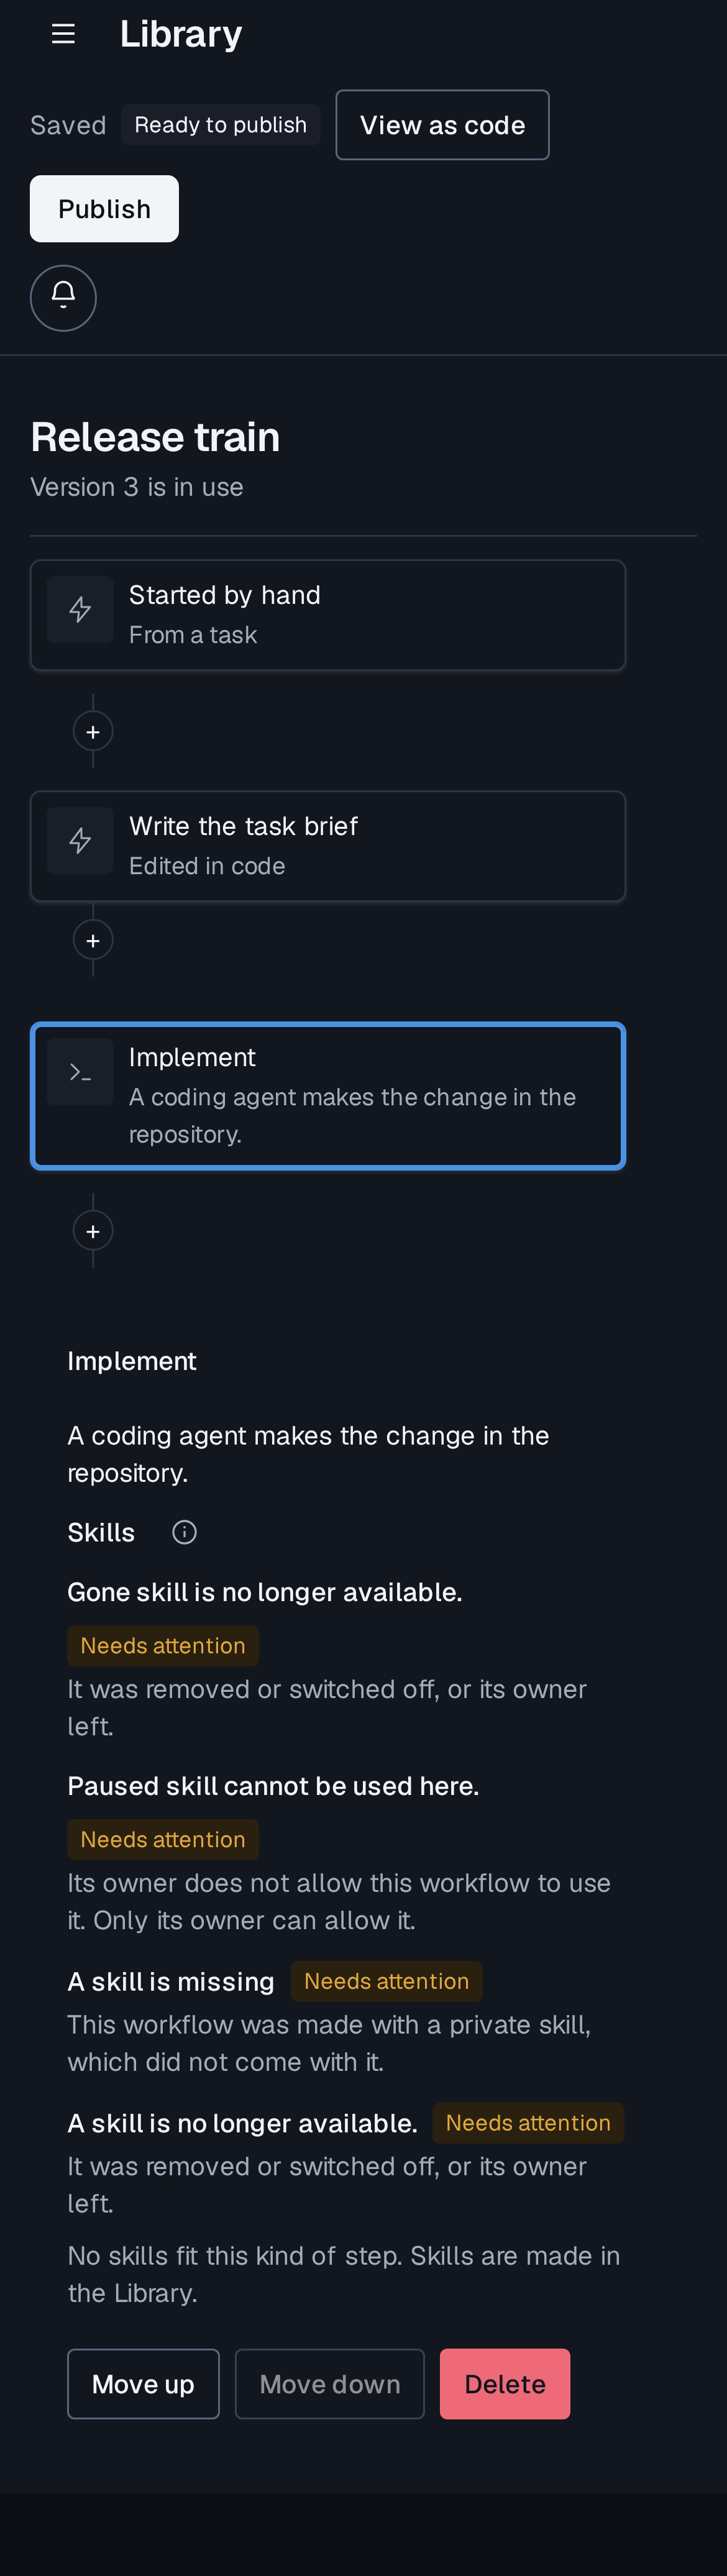 Library
Saved Ready to publish View as code
Publish
Release train
Version 3 is in use
Started by hand
From a task
+
Write the task brief
Edited in code
+
Implement
A coding agent makes the change in the
repository.
+
Implement
A coding agent makes the change in the
repository.
Skills
Gone skill is no longer available.
Needs attention
It was removed or switched off, or its owner
left.
Paused skill cannot be used here.
Needs attention
Its owner does not allow this workflow to use
it. Only its owner can allow it.
A skill is missing Needs attention
This workflow was made with a private skill,
which did not come with it.
A skill is no longer available. Needs attention
It was removed or switched off, or its owner
left.
No skills fit this kind of step. Skills are made in
the Library.
Move up Move down Delete